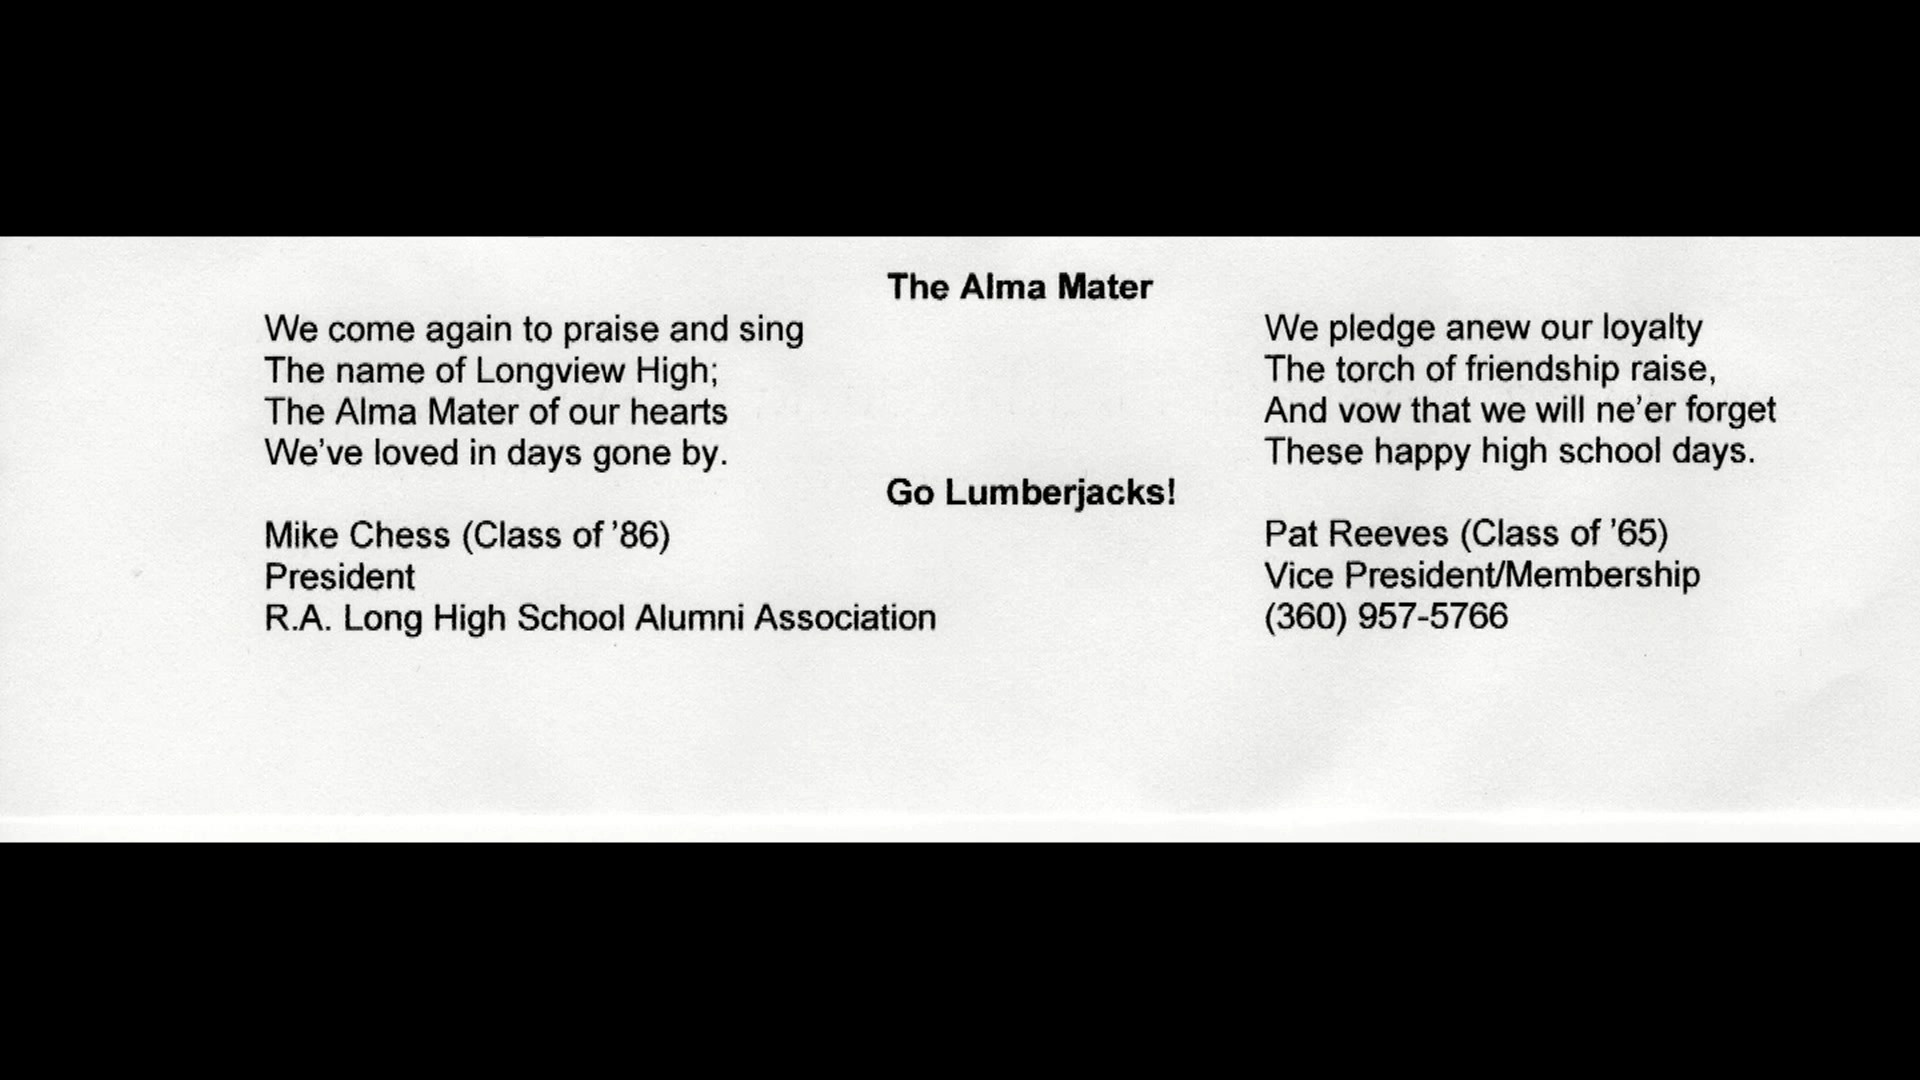 The Alma Mater
We come again to praise and sing
The name of Longview High;
The Alma Mater of our hearts
We've loved in days gone by.
We pledge anew our loyalty
The torch of friendship raise,
And vow that we will ne'er forget
These happy high school days.
Go Lumberjacks!
Mike Chess (Class of '86)
President
R.A. Long High School Alumni Association
Pat Reeves (Class of '65)
Vice President/Membership
(360) 957-5766